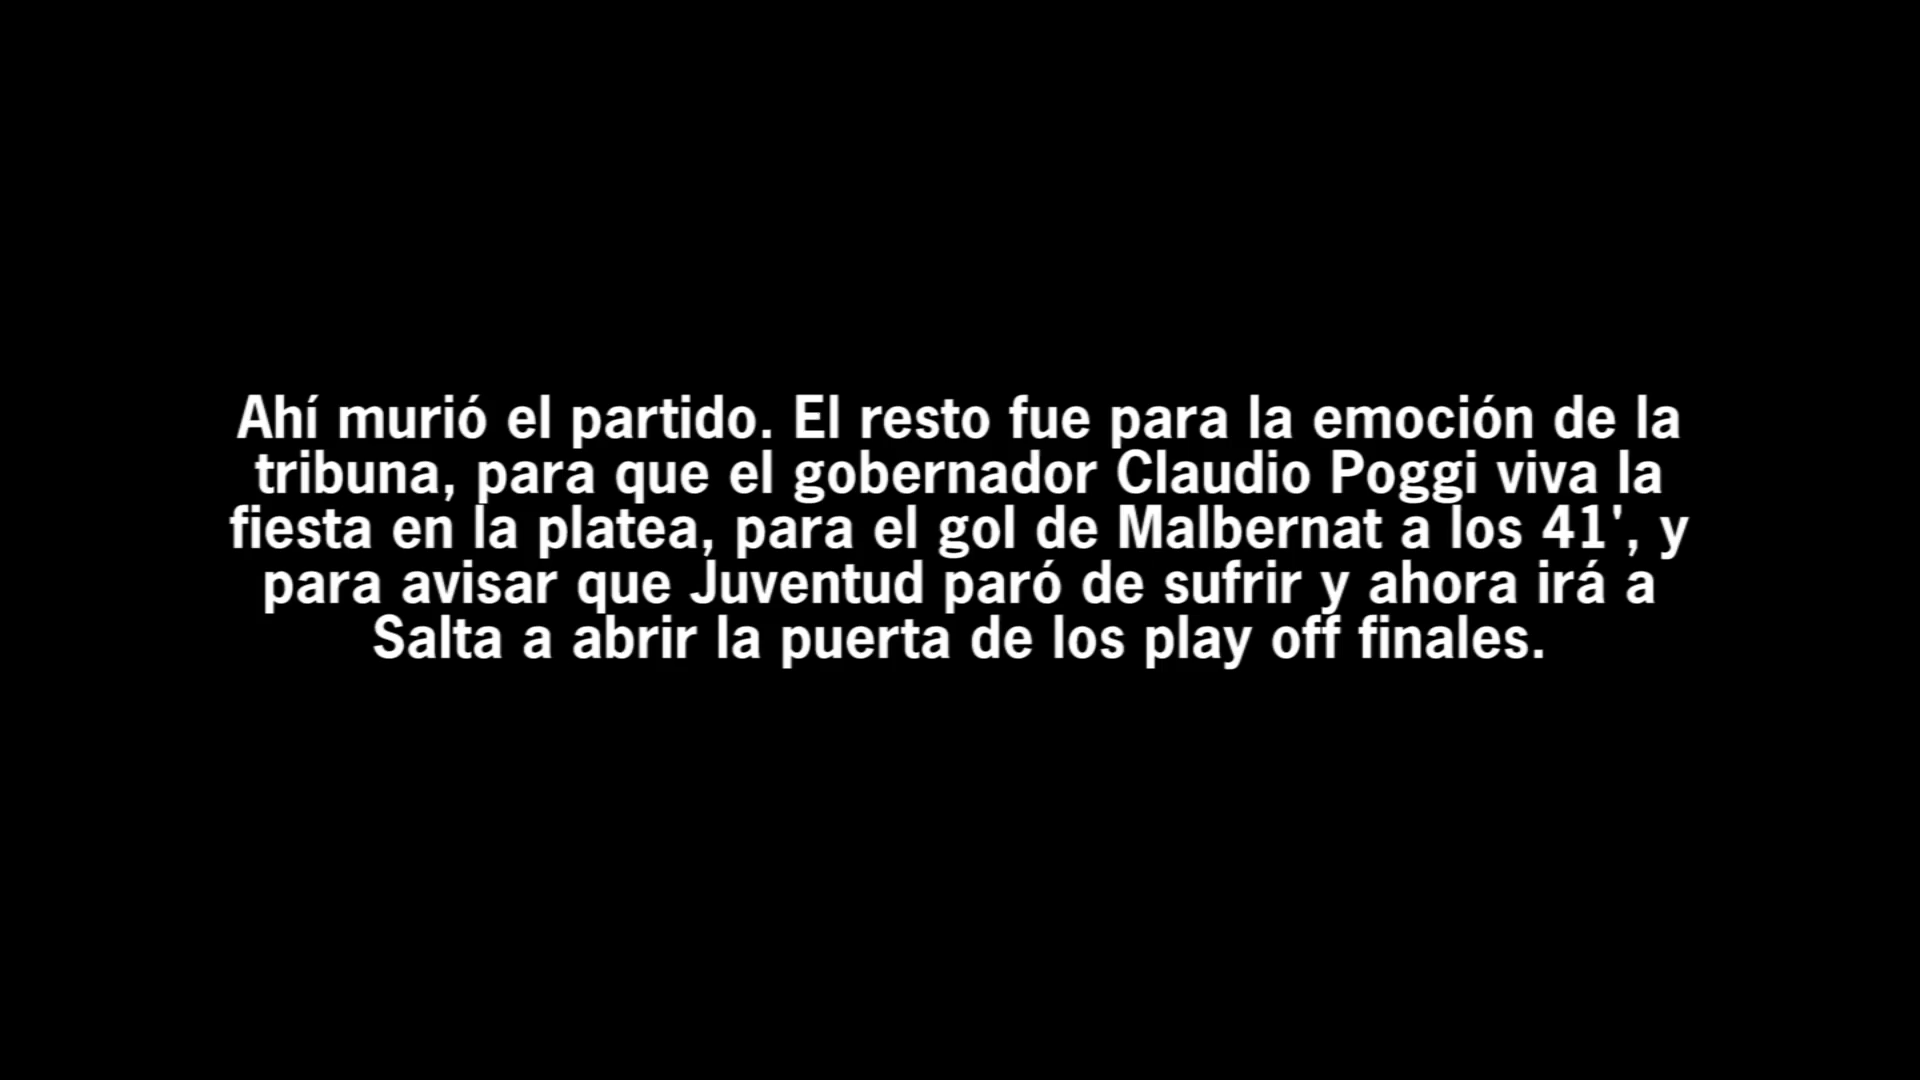 Ahí murió el partido. El resto fue para la emoción de la
tribuna, para que el gobernador Claudio Poggi viva la
fiesta en la platea, para el gol de Malbernat a los 41', y
para avisar que Juventud paró de sufrir y ahora irá a
Salta a abrir la puerta de los play off finales.